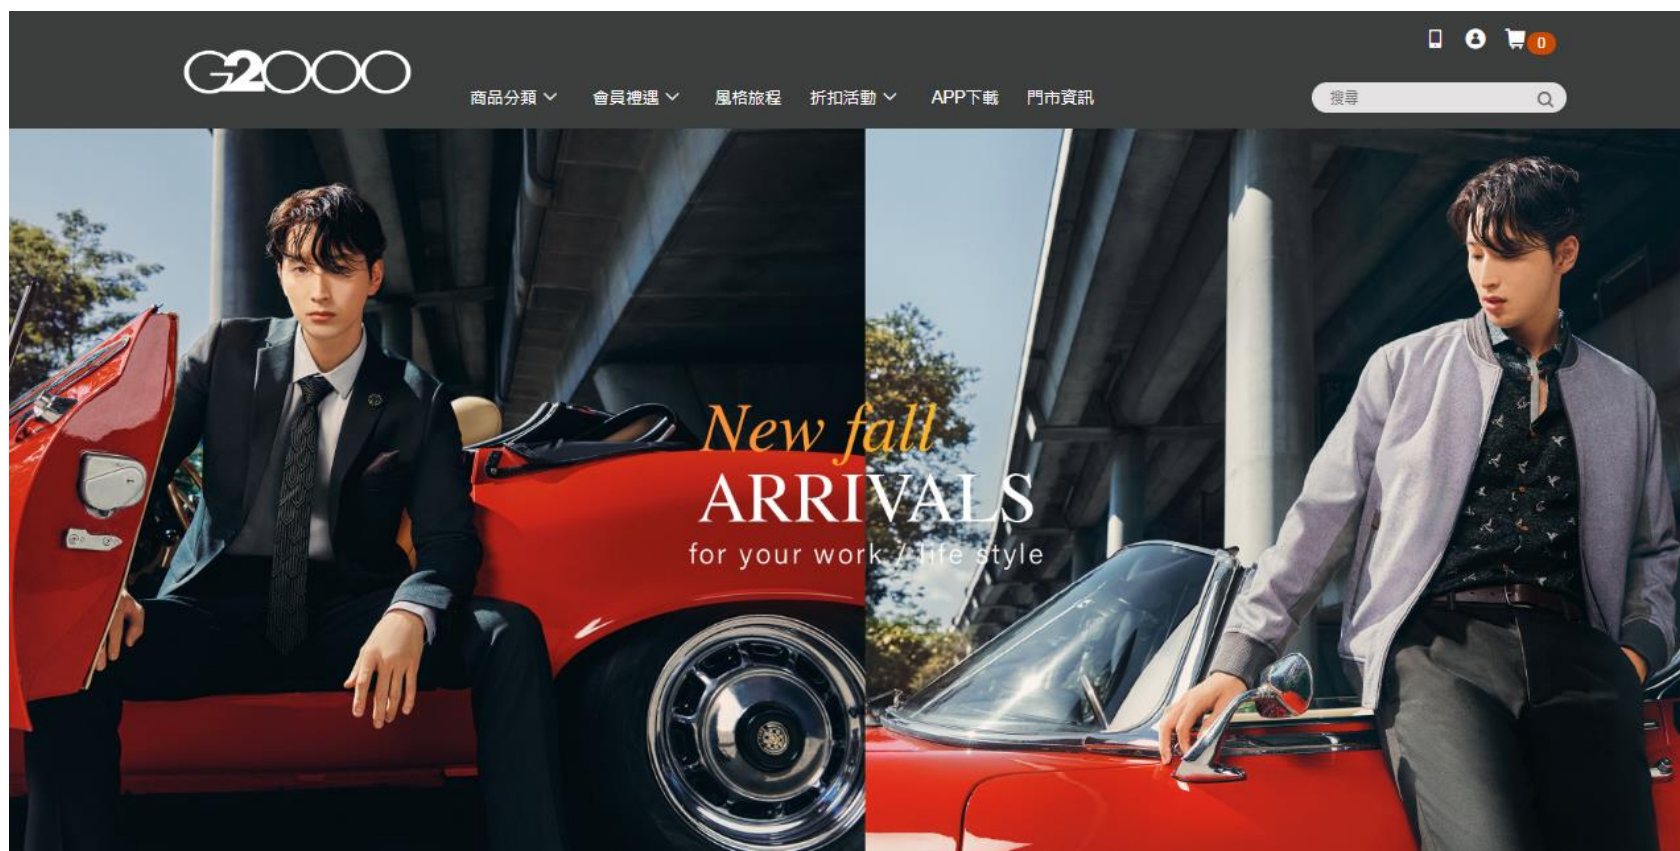 G2000
0
商品分類
會員禮遇
風格旅程
折扣活動
APP下載
門市資訊
搜尋
New fall
ARRIVALS
for your work / life style